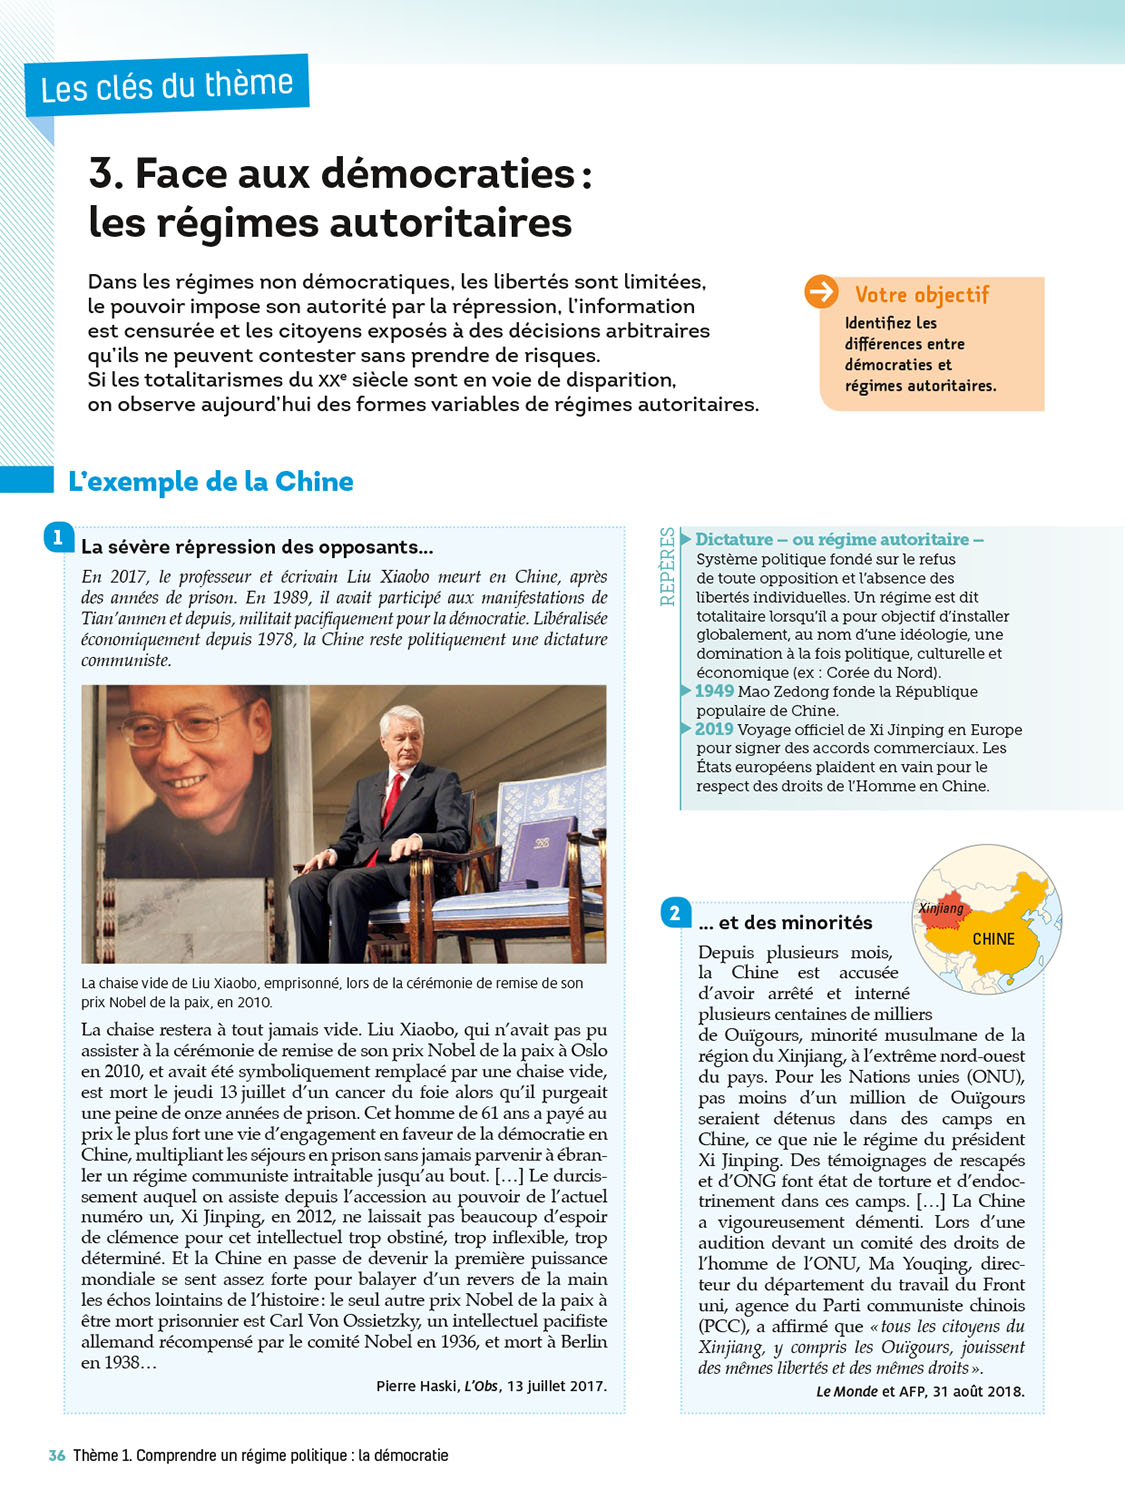 Les clés du thème
3. Face aux démocraties :
les régimes autoritaires
Dans les régimes non démocratiques, les libertés sont limitées,
le pouvoir impose son autorité par la répression, l'information
est censurée et les citoyens exposés à des décisions arbitraires
qu'ils ne peuvent contester sans prendre de risques.
Si les totalitarismes du XXe siècle sont en voie de disparition,
on observe aujourd'hui des formes variables de régimes autoritaires.
Votre objectif
Identifiez les
différences entre
démocraties et
régimes autoritaires.
L'exemple de la Chine
1
La sévère répression des opposants...
En 2017, le professeur et écrivain Liu Xiaobo meurt en Chine, après
des années de prison. En 1989, il avait participé aux manifestations de
Tian'anmen et depuis, militait pacifiquement pour la démocratie. Libéralisée
économiquement depuis 1978, la Chine reste politiquement une dictature
communiste.
La chaise vide de Liu Xiaobo, emprisonné, lors de la cérémonie de remise de son
prix Nobel de la paix, en 2010.
La chaise restera à tout jamais vide. Liu Xiaobo, qui n'avait pas pu
assister à la cérémonie de remise de son prix Nobel de la paix à Oslo
en 2010, et avait été symboliquement remplacé par une chaise vide,
est mort le jeudi 13 juillet d'un cancer du foie alors qu'il purgeait
une peine de onze années de prison. Cet homme de 61 ans a payé au
prix le plus fort une vie d'engagement en faveur de la démocratie en
Chine, multipliant les séjours en prison sans jamais parvenir à ébran-
ler un régime communiste intraitable jusqu'au bout. [...] Le durcis-
sement auquel on assiste depuis l'accession au pouvoir de l'actuel
numéro un, Xi Jinping, en 2012, ne laissait pas beaucoup d'espoir
de clémence pour cet intellectuel trop obstiné, trop inflexible, trop
déterminé. Et la Chine en passe de devenir la première puissance
mondiale se sent assez forte pour balayer d'un revers de la main
les échos lointains de l'histoire : le seul autre prix Nobel de la paix à
être mort prisonnier est Carl Von Ossietzky, un intellectuel pacifiste
allemand récompensé par le comité Nobel en 1936, et mort à Berlin
en 1938...
Pierre Haski, L'Obs, 13 juillet 2017.
REPÈRES
Dictature – ou régime autoritaire –
Système politique fondé sur le refus
de toute opposition et l'absence des
libertés individuelles. Un régime est dit
totalitaire lorsqu'il a pour objectif d'installer
globalement, au nom d'une idéologie, une
domination à la fois politique, culturelle et
économique (ex : Corée du Nord).
1949 Mao Zedong fonde la République
populaire de Chine.
2019 Voyage officiel de Xi Jinping en Europe
pour signer des accords commerciaux. Les
États européens plaident en vain pour le
respect des droits de l'Homme en Chine.
Xinjiang
CHINE
2
... et des minorités
Depuis plusieurs mois,
la Chine est accusée
d'avoir arrêté et interné
plusieurs centaines de milliers
de Ouïgours, minorité musulmane de la
région du Xinjiang, à l'extrême nord-ouest
du pays. Pour les Nations unies (ONU),
pas moins d'un million de Ouïgours
seraient détenus dans des camps en
Chine, ce que nie le régime du président
Xi Jinping. Des témoignages de rescapés
et d'ONG font état de torture et d'endoc-
trinement dans ces camps. [...] La Chine
a vigoureusement démenti. Lors d'une
audition devant un comité des droits de
l'homme de l'ONU, Ma Youqing, direc-
teur du département du travail du Front
uni, agence du Parti communiste chinois
(PCC), a affirmé que « tous les citoyens du
Xinjiang, y compris les Ouïgours, jouissent
des mêmes libertés et des mêmes droits ».
Le Monde et AFP, 31 août 2018.
36 Thème 1. Comprendre un régime politique : la démocratie